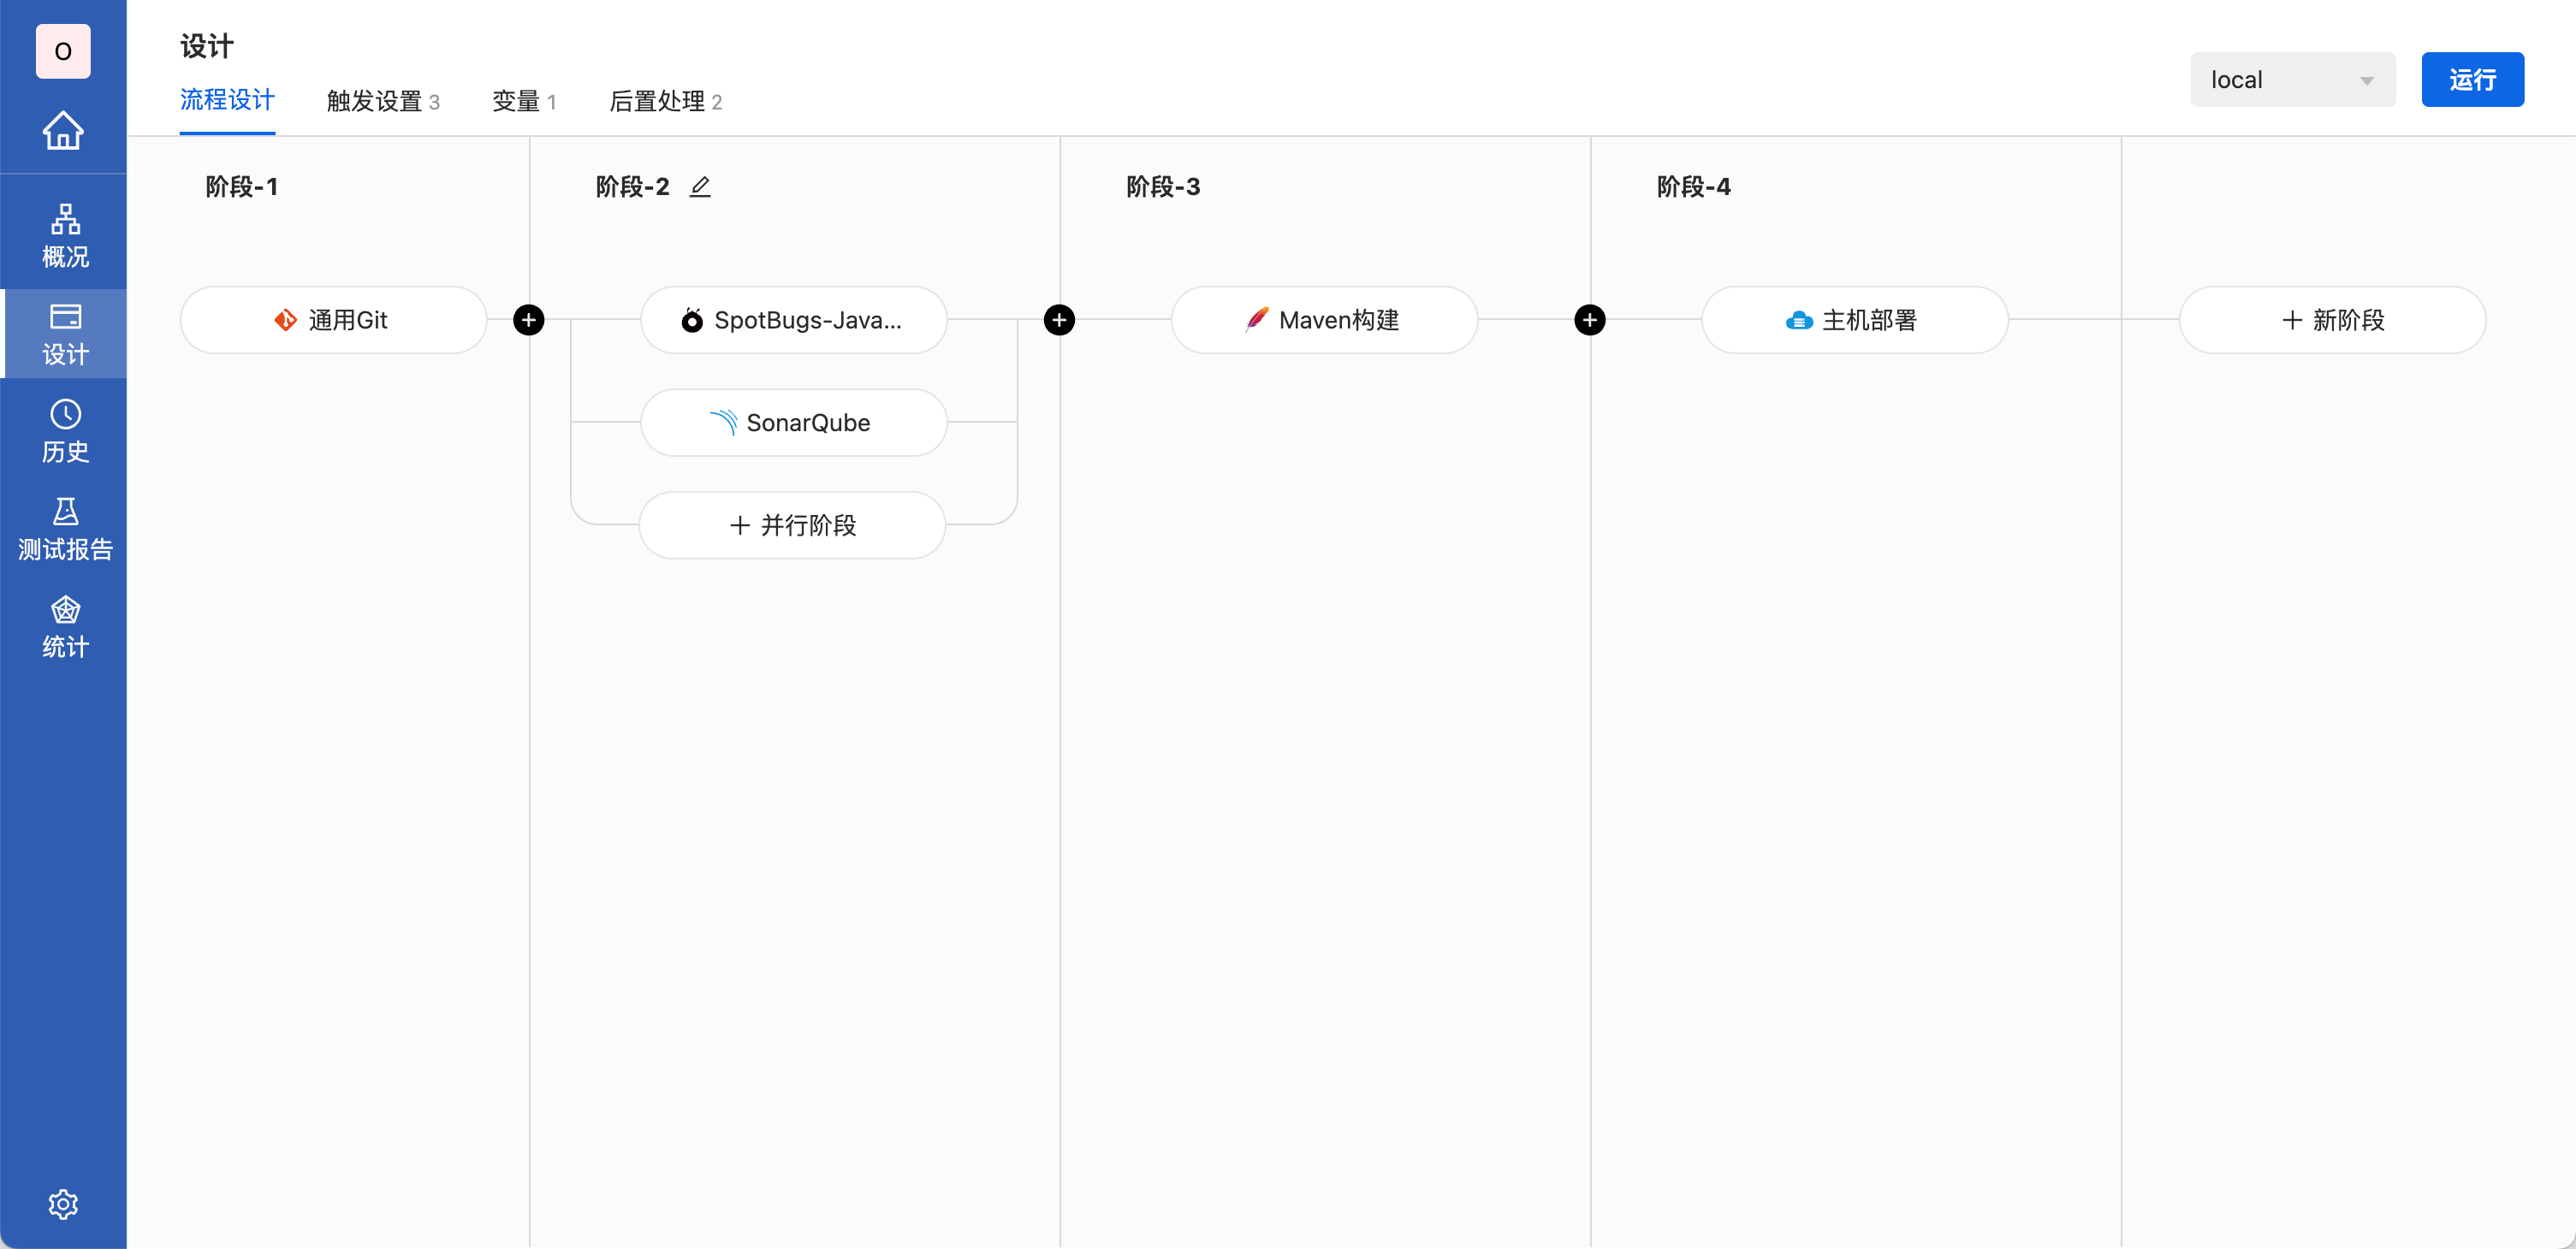 O
概况
设计
历史
测试报告
统计
设计
流程设计 触发设置 3 变量 1 后置处理 2
local
运行
阶段-1 阶段-2 阶段-3 阶段-4
通用Git SpotBugs-Java... Maven构建 主机部署 + 新阶段
SonarQube
+ 并行阶段